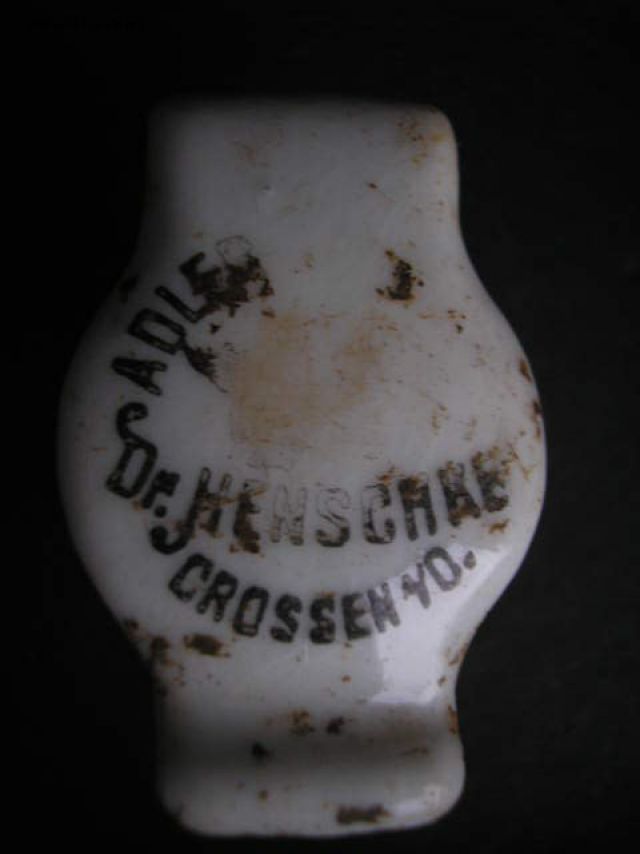 ADLE
Dr. HENSCHKE
CROSSEN a/O.